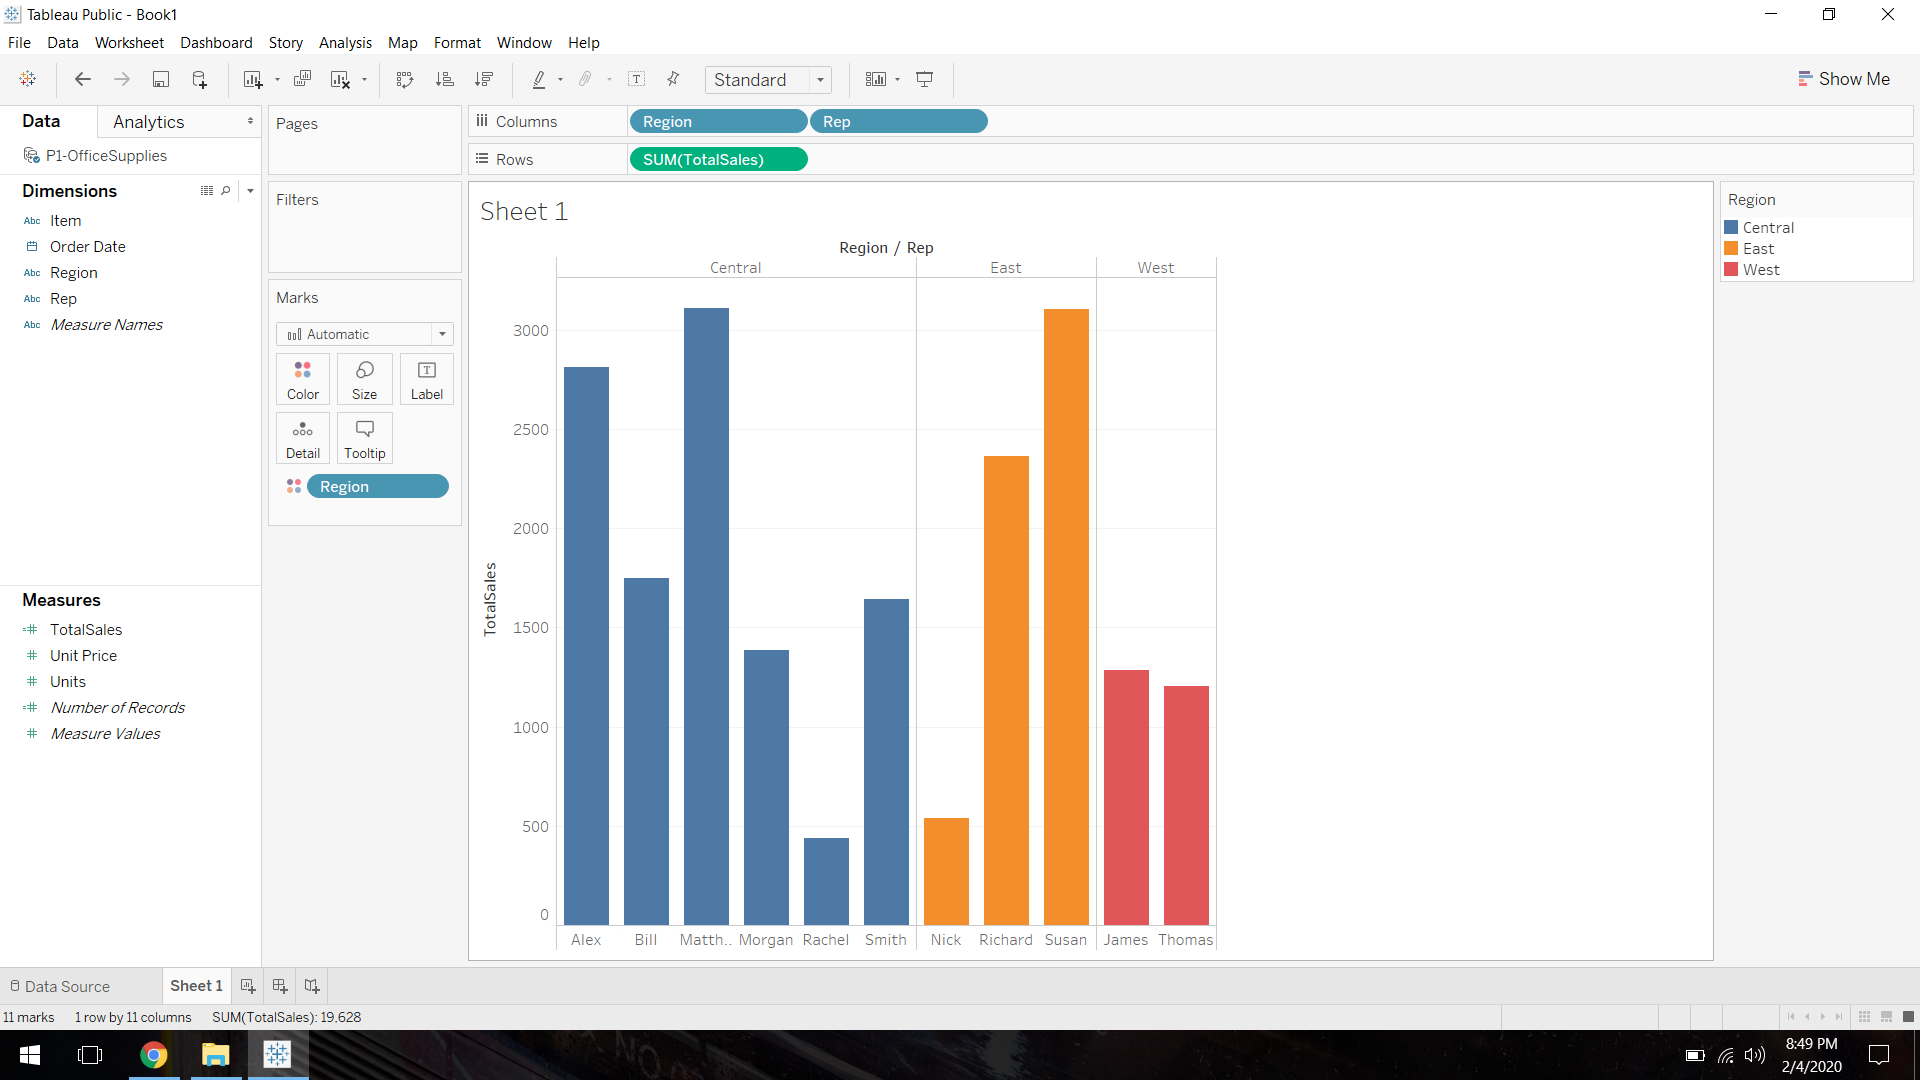 Tableau Public - Book1
File Data Worksheet Dashboard Story Analysis Map Format Window Help
Standard
Show Me
Data Analytics
P1-OfficeSupplies
Dimensions
Abc Item
Order Date
Abc Region
Abc Rep
Abc Measure Names
Measures
TotalSales
Unit Price
Units
Number of Records
Measure Values
Pages
Filters
Marks
Automatic
Color Size Label
Detail Tooltip
Region
Columns Region Rep
Rows SUM(TotalSales)
Sheet 1
Region / Rep
Central East West
TotalSales
3000
2500
2000
1500
1000
500
0
Alex Bill Matth.. Morgan Rachel Smith Nick Richard Susan James Thomas
Region
Central
East
West
Data Source Sheet 1
11 marks 1 row by 11 columns SUM(TotalSales): 19,628
8:49 PM
2/4/2020